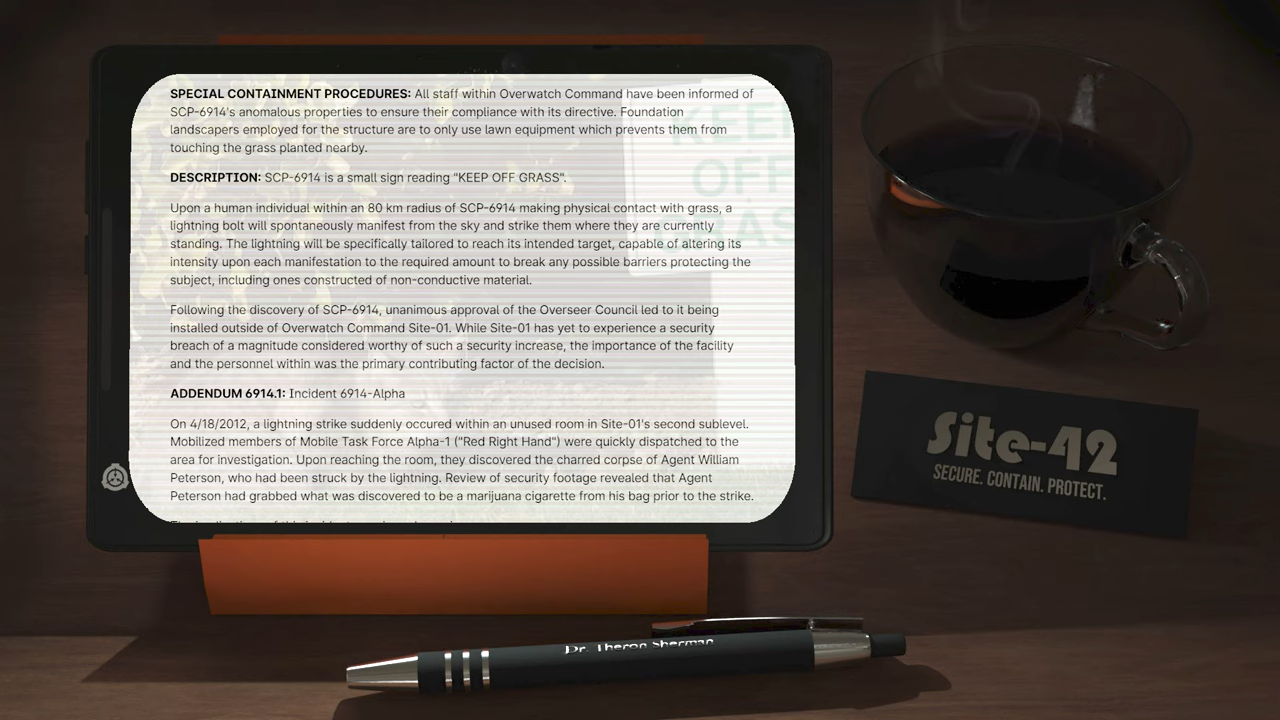 SPECIAL CONTAINMENT PROCEDURES: All staff within Overwatch Command have been informed of
SCP-6914's anomalous properties to ensure their compliance with its directive. Foundation
landscapers employed for the structure are to only use lawn equipment which prevents them from
touching the grass planted nearby.
DESCRIPTION: SCP-6914 is a small sign reading "KEEP OFF GRASS".
Upon a human individual within an 80 km radius of SCP-6914 making physical contact with grass, a
lightning bolt will spontaneously manifest from the sky and strike them where they are currently
standing. The lightning will be specifically tailored to reach its intended target, capable of altering its
intensity upon each manifestation to the required amount to break any possible barriers protecting the
subject, including ones constructed of non-conductive material.
Following the discovery of SCP-6914, unanimous approval of the Overseer Council led to it being
installed outside of Overwatch Command Site-01. While Site-01 has yet to experience a security
breach of a magnitude considered worthy of such a security increase, the importance of the facility
and the personnel within was the primary contributing factor of the decision.
ADDENDUM 6914.1: Incident 6914-Alpha
On 4/18/2012, a lightning strike suddenly occured within an unused room in Site-01's second sublevel.
Mobilized members of Mobile Task Force Alpha-1 ("Red Right Hand") were quickly dispatched to the
area for investigation. Upon reaching the room, they discovered the charred corpse of Agent William
Peterson, who had been struck by the lightning. Review of security footage revealed that Agent
Peterson had grabbed what was discovered to be a marijuana cigarette from his bag prior to the strike.
KEEP
OFF
GRASS
Site-42
SECURE. CONTAIN. PROTECT.
Dr. Theron Sherman